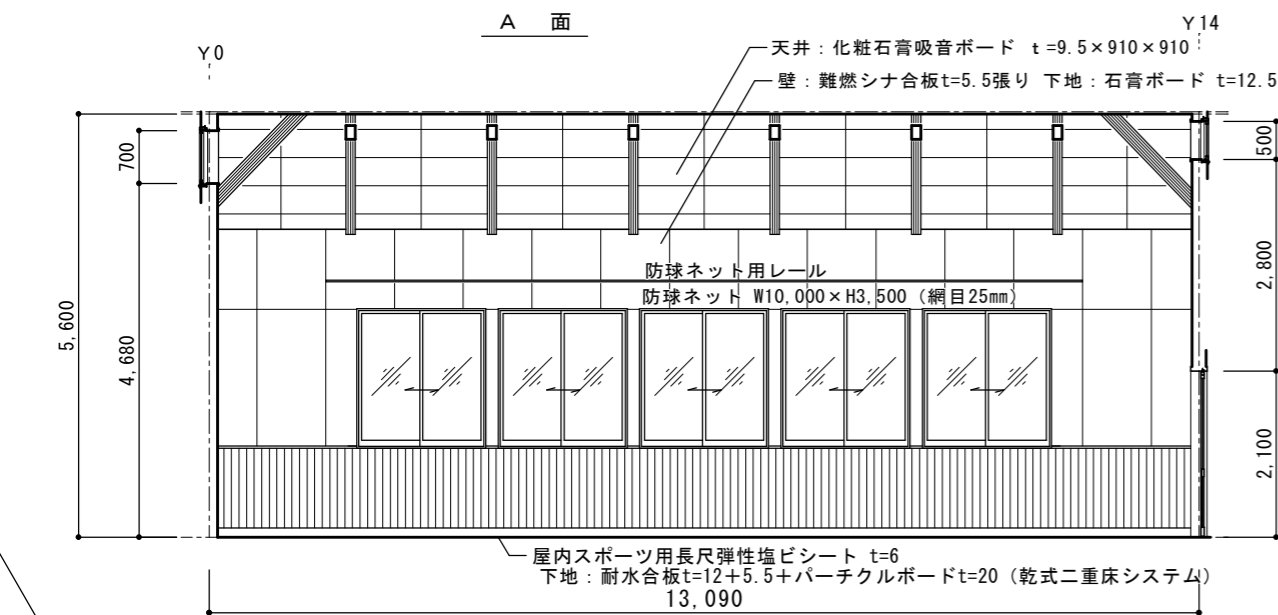 A 面
Y0
Y14
天井：化粧石膏吸音ボード t=9.5×910×910
壁：難燃シナ合板t=5.5張り 下地：石膏ボード t=12.5
700
500
防球ネット用レール
防球ネット W10,000×H3,500（網目25mm）
2,800
5,600
4,680
2,100
屋内スポーツ用長尺弾性塩ビシート t=6
下地：耐水合板t=12+5.5+パーチクルボードt=20（乾式二重床システム）
13,090